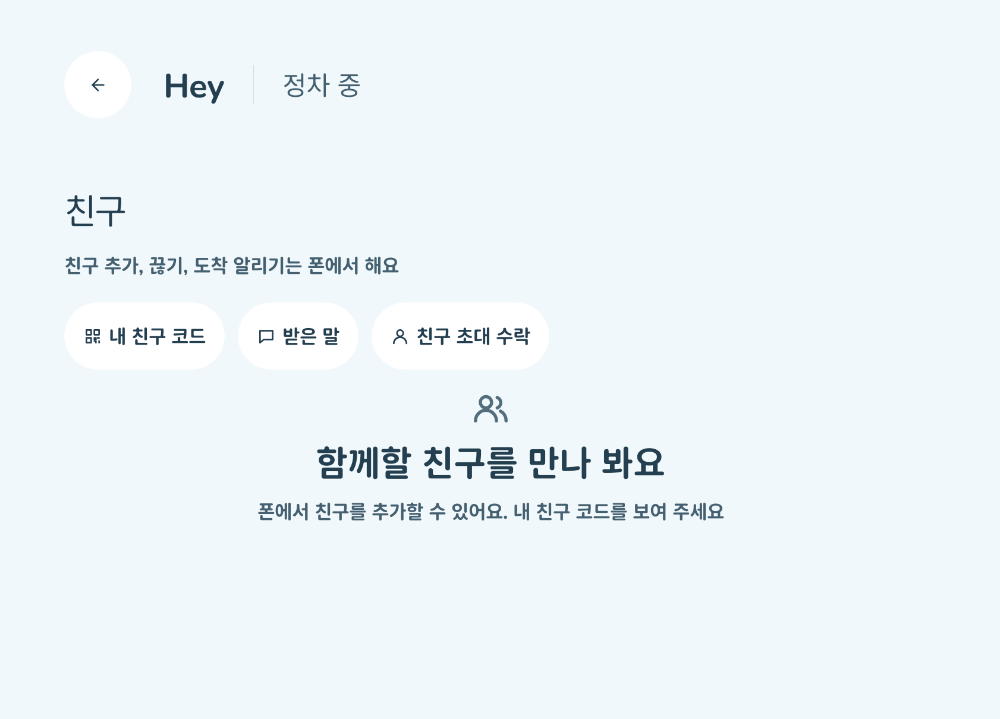 Hey
정차 중
친구
친구 추가, 끊기, 도착 알리기는 폰에서 해요
내 친구 코드
받은 말
친구 초대 수락
함께할 친구를 만나 봐요
폰에서 친구를 추가할 수 있어요. 내 친구 코드를 보여 주세요